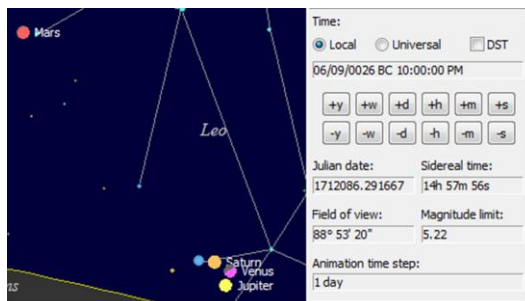 Mars
Leo
Saturn
Venus
Jupiter
Time:
Local Universal DST
06/09/0026 BC 10:00:00 PM
+y +w +d +h +m +s
-y -w -d -h -m -s
Julian date: Sidereal time:
1712086.291667 14h 57m 56s
Field of view: Magnitude limit:
88° 53' 20" 5.22
Animation time step:
1 day